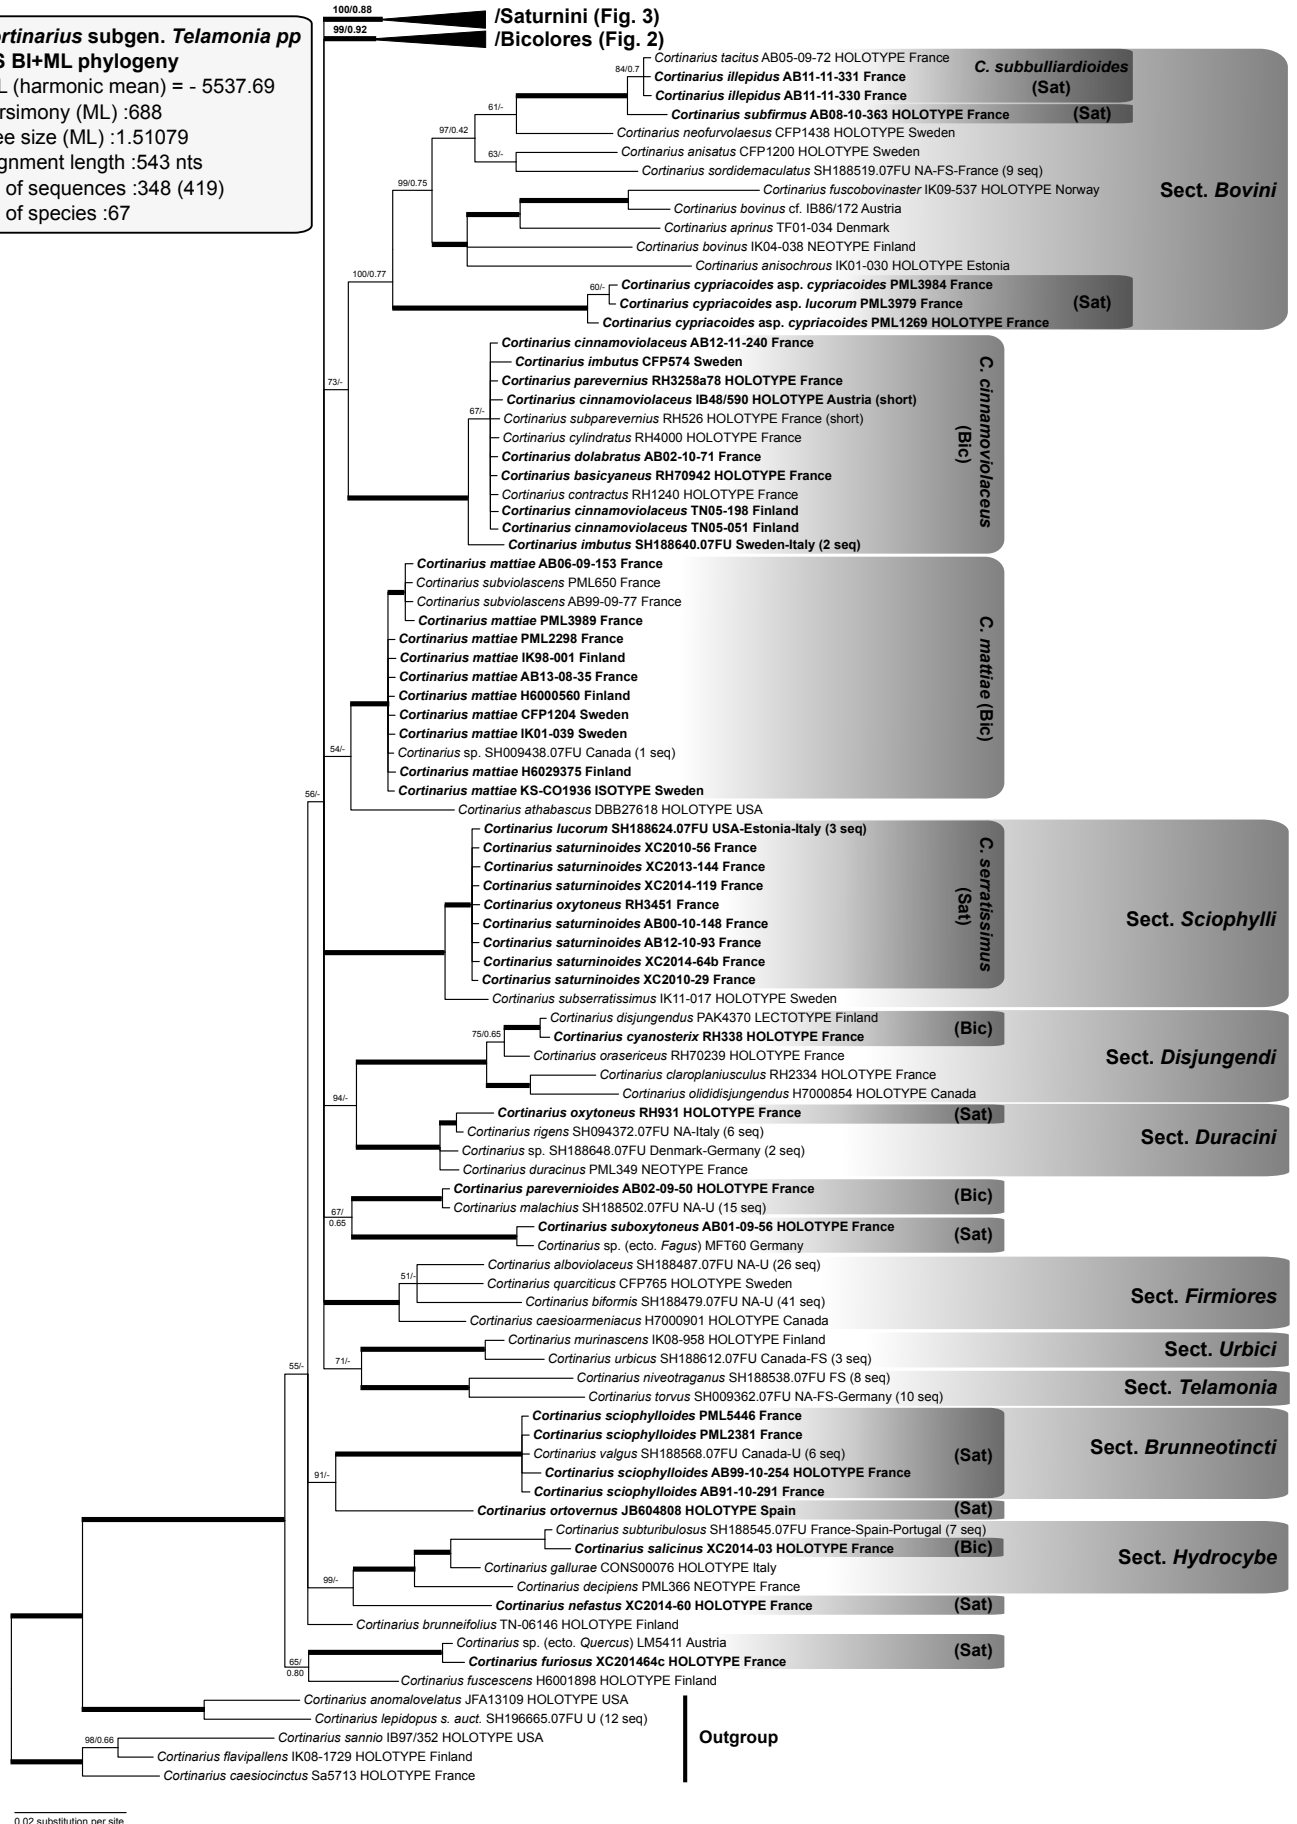 100/0.88
/Saturnini (Fig. 3)
99/0.92
/Bicolores (Fig. 2)
rtinarius subgen. Telamonia pp
S BI+ML phylogeny
L (harmonic mean) = - 5537.69
rsimony (ML) :688
ee size (ML) :1.51079
gnment length :543 nts
of sequences :348 (419)
of species :67
Cortinarius tacitus AB05-09-72 HOLOTYPE France
84/0.7
Cortinarius illepidus AB11-11-331 France
Cortinarius illepidus AB11-11-330 France
C. subbulliardioides
(Sat)
61/-
Cortinarius subfirmus AB08-10-363 HOLOTYPE France
(Sat)
97/0.42
Cortinarius neofurvolaesus CFP1438 HOLOTYPE Sweden
63/-
Cortinarius anisatus CFP1200 HOLOTYPE Sweden
Cortinarius sordidemaculatus SH188519.07FU NA-FS-France (9 seq)
99/0.75
Cortinarius fuscobovinaster IK09-537 HOLOTYPE Norway
Sect. Bovini
Cortinarius bovinus cf. IB86/172 Austria
Cortinarius aprinus TF01-034 Denmark
Cortinarius bovinus IK04-038 NEOTYPE Finland
Cortinarius anisochrous IK01-030 HOLOTYPE Estonia
100/0.77
60/-
Cortinarius cypriacoides asp. cypriacoides PML3984 France
Cortinarius cypriacoides asp. lucorum PML3979 France
(Sat)
Cortinarius cypriacoides asp. cypriacoides PML1269 HOLOTYPE France
73/-
67/-
Cortinarius cinnamoviolaceus AB12-11-240 France
Cortinarius imbutus CFP574 Sweden
Cortinarius parevernius RH3258a78 HOLOTYPE France
Cortinarius cinnamoviolaceus IB48/590 HOLOTYPE Austria (short)
Cortinarius subparevernius RH526 HOLOTYPE France (short)
Cortinarius cylindratus RH4000 HOLOTYPE France
Cortinarius dolabratus AB02-10-71 France
Cortinarius basicyaneus RH70942 HOLOTYPE France
Cortinarius contractus RH1240 HOLOTYPE France
Cortinarius cinnamoviolaceus TN05-198 Finland
Cortinarius cinnamoviolaceus TN05-051 Finland
Cortinarius imbutus SH188640.07FU Sweden-Italy (2 seq)
C. cinnamoviolaceus
(Bic)
Cortinarius mattiae AB06-09-153 France
Cortinarius subviolascens PML650 France
Cortinarius subviolascens AB99-09-77 France
Cortinarius mattiae PML3989 France
Cortinarius mattiae PML2298 France
Cortinarius mattiae IK98-001 Finland
Cortinarius mattiae AB13-08-35 France
Cortinarius mattiae H6000560 Finland
Cortinarius mattiae CFP1204 Sweden
Cortinarius mattiae IK01-039 Sweden
54/-
Cortinarius sp. SH009438.07FU Canada (1 seq)
Cortinarius mattiae H6029375 Finland
Cortinarius mattiae KS-CO1936 ISOTYPE Sweden
C. mattiae (Bic)
56/-
Cortinarius athabascus DBB27618 HOLOTYPE USA
Cortinarius lucorum SH188624.07FU USA-Estonia-Italy (3 seq)
Cortinarius saturninoides XC2010-56 France
Cortinarius saturninoides XC2013-144 France
Cortinarius saturninoides XC2014-119 France
Cortinarius oxytoneus RH3451 France
Cortinarius saturninoides AB00-10-148 France
Cortinarius saturninoides AB12-10-93 France
Cortinarius saturninoides XC2014-64b France
Cortinarius saturninoides XC2010-29 France
C. serratissimus
(Sat)
Sect. Sciophylli
Cortinarius subserratissimus IK11-017 HOLOTYPE Sweden
75/0.65
Cortinarius disjungendus PAK4370 LECTOTYPE Finland
Cortinarius cyanosterix RH338 HOLOTYPE France
(Bic)
Cortinarius orasericeus RH70239 HOLOTYPE France
Sect. Disjungendi
Cortinarius claroplaniusculus RH2334 HOLOTYPE France
Cortinarius olididisjungendus H7000854 HOLOTYPE Canada
94/-
Cortinarius oxytoneus RH931 HOLOTYPE France
(Sat)
Cortinarius rigens SH094372.07FU NA-Italy (6 seq)
Sect. Duracini
Cortinarius sp. SH188648.07FU Denmark-Germany (2 seq)
Cortinarius duracinus PML349 NEOTYPE France
Cortinarius parevernioides AB02-09-50 HOLOTYPE France
(Bic)
Cortinarius malachius SH188502.07FU NA-U (15 seq)
67/
0.65
Cortinarius suboxytoneus AB01-09-56 HOLOTYPE France
(Sat)
Cortinarius sp. (ecto. Fagus) MFT60 Germany
Cortinarius alboviolaceus SH188487.07FU NA-U (26 seq)
51/-
Cortinarius quarciticus CFP765 HOLOTYPE Sweden
Sect. Firmiores
Cortinarius biformis SH188479.07FU NA-U (41 seq)
Cortinarius caesioarmeniacus H7000901 HOLOTYPE Canada
Cortinarius murinascens IK08-958 HOLOTYPE Finland
Sect. Urbici
71/-
Cortinarius urbicus SH188612.07FU Canada-FS (3 seq)
55/-
Cortinarius niveotraganus SH188538.07FU FS (8 seq)
Sect. Telamonia
Cortinarius torvus SH009362.07FU NA-FS-Germany (10 seq)
Cortinarius sciophylloides PML5446 France
Cortinarius sciophylloides PML2381 France
Cortinarius valgus SH188568.07FU Canada-U (6 seq)
(Sat)
Sect. Brunneotincti
91/-
Cortinarius sciophylloides AB99-10-254 HOLOTYPE France
Cortinarius sciophylloides AB91-10-291 France
Cortinarius ortovernus JB604808 HOLOTYPE Spain
(Sat)
Cortinarius subturibulosus SH188545.07FU France-Spain-Portugal (7 seq)
Cortinarius salicinus XC2014-03 HOLOTYPE France
(Bic)
Sect. Hydrocybe
Cortinarius gallurae CONS00076 HOLOTYPE Italy
99/-
Cortinarius decipiens PML366 NEOTYPE France
Cortinarius nefastus XC2014-60 HOLOTYPE France
(Sat)
Cortinarius brunneifolius TN-06146 HOLOTYPE Finland
Cortinarius sp. (ecto. Quercus) LM5411 Austria
(Sat)
65/
0.80
Cortinarius furiosus XC201464c HOLOTYPE France
Cortinarius fuscescens H6001898 HOLOTYPE Finland
Cortinarius anomalovelatus JFA13109 HOLOTYPE USA
Cortinarius lepidopus s. auct. SH196665.07FU U (12 seq)
98/0.66
Cortinarius sannio IB97/352 HOLOTYPE USA
Outgroup
Cortinarius flavipallens IK08-1729 HOLOTYPE Finland
Cortinarius caesiocinctus Sa5713 HOLOTYPE France
0.02 substitution per site